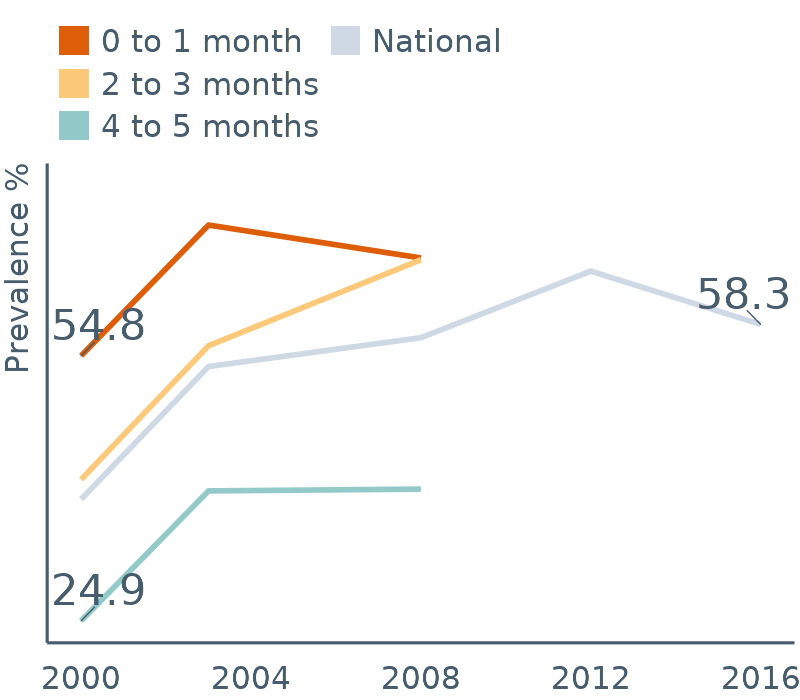 0 to 1 month
National
2 to 3 months
4 to 5 months
Prevalence %
54.8
58.3
24.9
2000 2004 2008 2012 2016